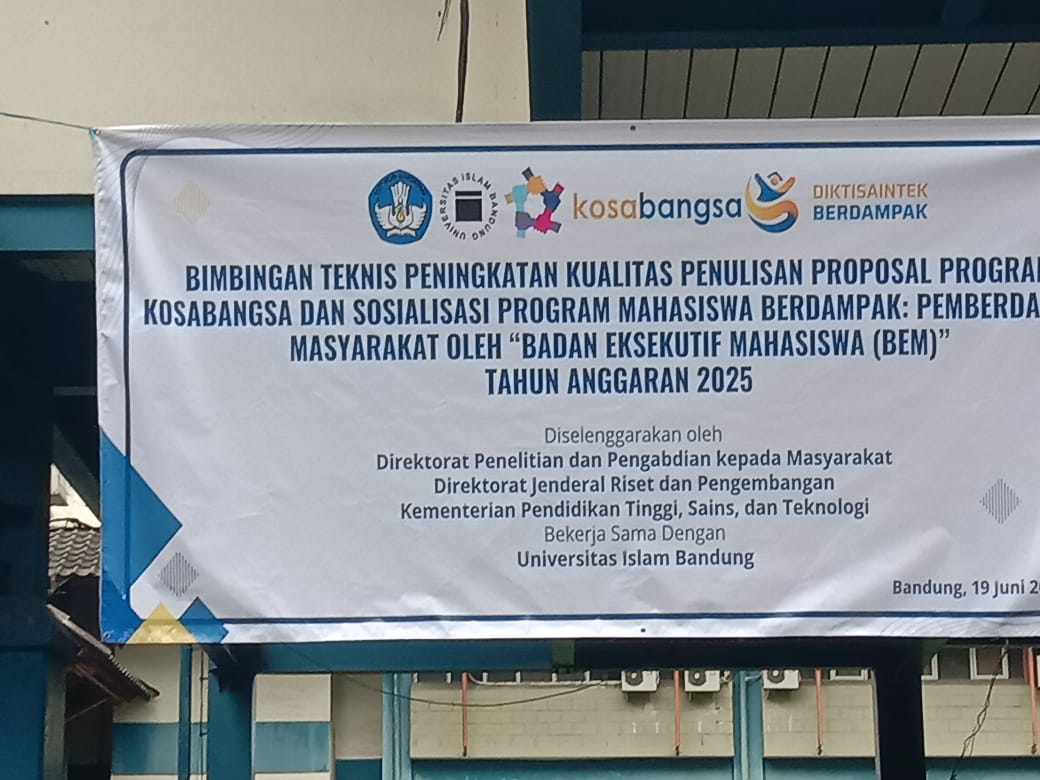 UNIVERSITAS ISLAM BANDUNG
kosabangsa
DIKTISAINTEK
BERDAMPAK
BIMBINGAN TEKNIS PENINGKATAN KUALITAS PENULISAN PROPOSAL PROGRA
KOSABANGSA DAN SOSIALISASI PROGRAM MAHASISWA BERDAMPAK: PEMBERDA
MASYARAKAT OLEH “BADAN EKSEKUTIF MAHASISWA (BEM)”
TAHUN ANGGARAN 2025
Diselenggarakan oleh
Direktorat Penelitian dan Pengabdian kepada Masyarakat
Direktorat Jenderal Riset dan Pengembangan
Kementerian Pendidikan Tinggi, Sains, dan Teknologi
Bekerja Sama Dengan
Universitas Islam Bandung
Bandung, 19 Juni 2